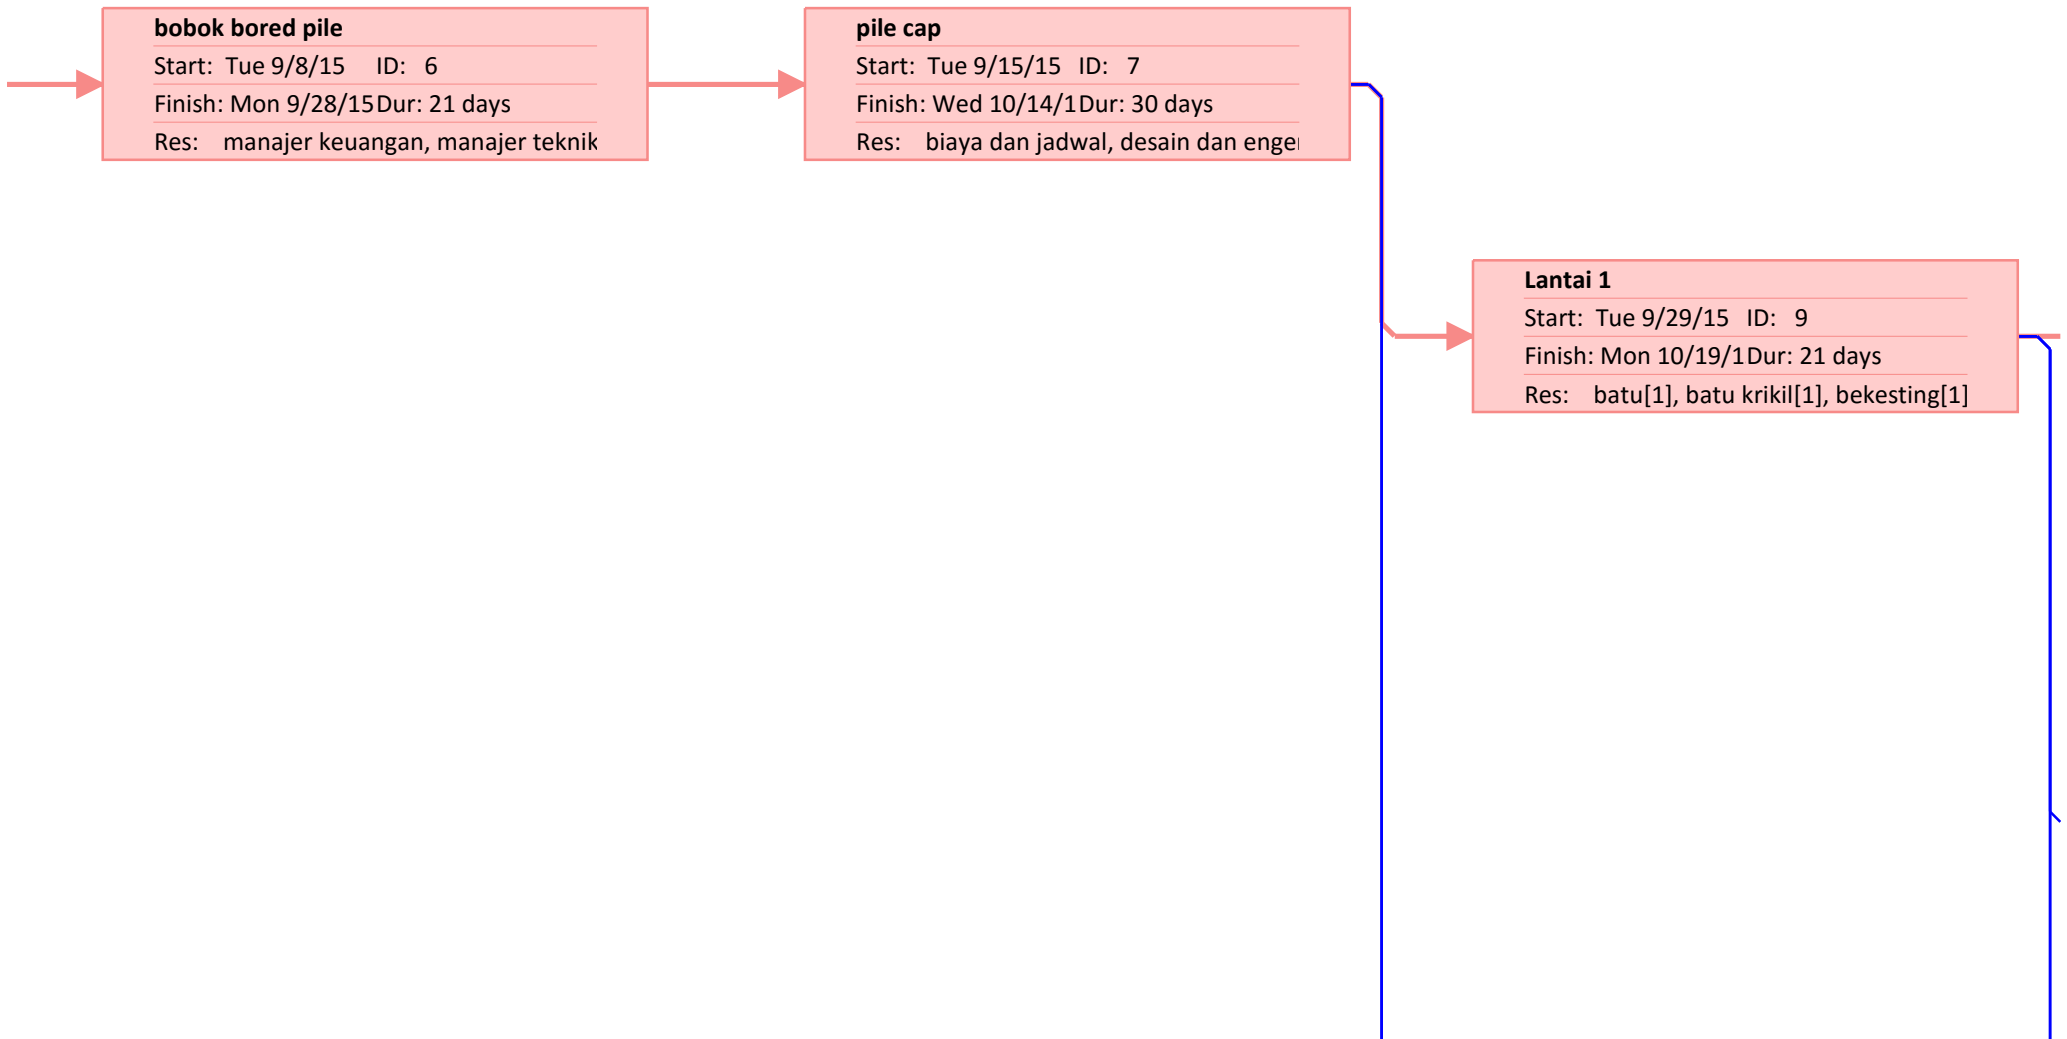 bobok bored pile
Start: Tue 9/8/15 ID: 6
Finish: Mon 9/28/15 Dur: 21 days
Res: manajer keuangan, manajer teknik
pile cap
Start: Tue 9/15/15 ID: 7
Finish: Wed 10/14/1 Dur: 30 days
Res: biaya dan jadwal, desain dan enge
Lantai 1
Start: Tue 9/29/15 ID: 9
Finish: Mon 10/19/1 Dur: 21 days
Res: batu[1], batu krikil[1], bekesting[1]